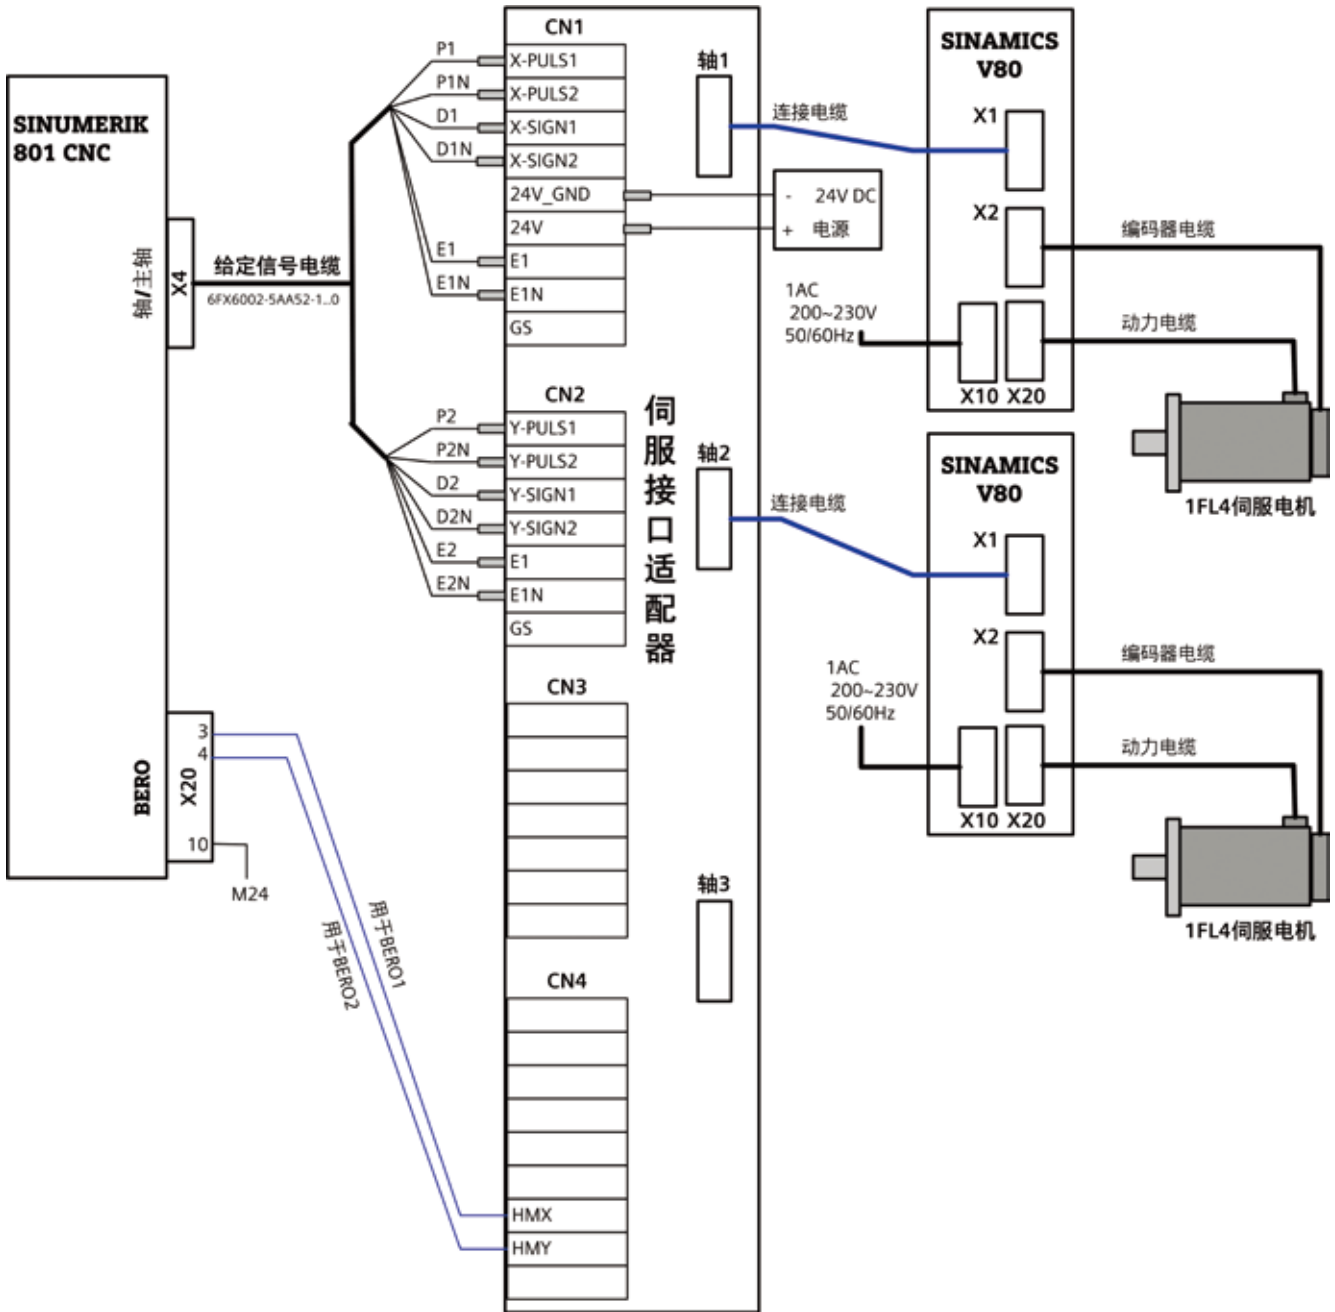 SINUMERIK
801 CNC
轴/主轴
X4
给定信号电缆
6FX6002-5AA52-1..0
BERO
X20
3
4
10
M24
用于BERO1
用于BERO2
CN1
P1
X-PULS1
P1N
X-PULS2
D1
X-SIGN1
D1N
X-SIGN2
24V_GND
24V
E1
E1
E1N
E1N
GS
CN2
P2
Y-PULS1
P2N
Y-PULS2
D2
Y-SIGN1
D2N
Y-SIGN2
E2
E1
E2N
E1N
GS
CN3
CN4
HMX
HMY
伺服接口适配器
轴1
轴2
轴3
连接电缆
- 24V DC
+ 电源
1AC
200~230V
50/60Hz
SINAMICS
V80
X1
X2
X10 X20
编码器电缆
动力电缆
1FL4伺服电机
连接电缆
1AC
200~230V
50/60Hz
SINAMICS
V80
X1
X2
X10 X20
编码器电缆
动力电缆
1FL4伺服电机